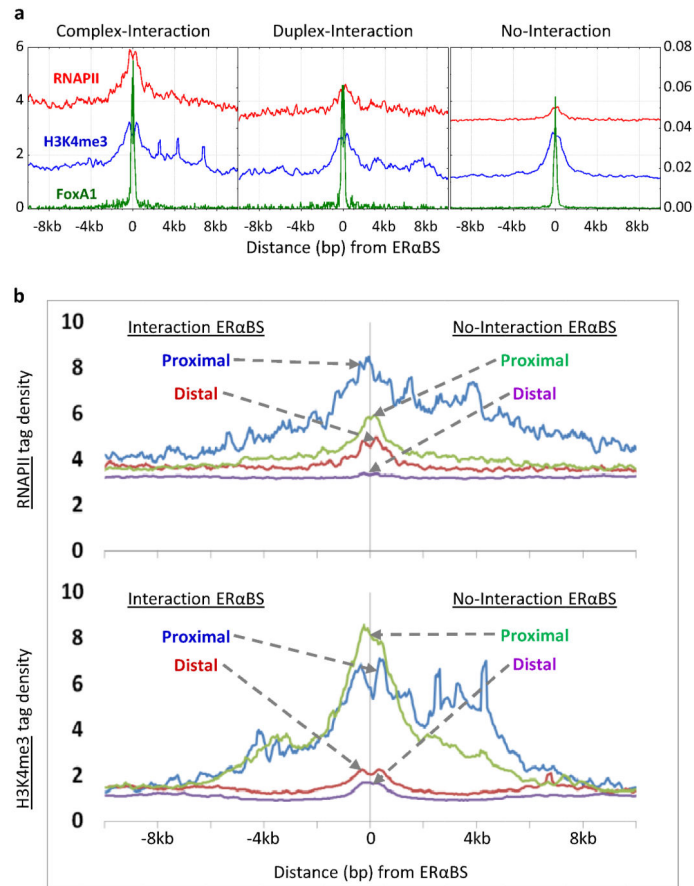 a
Complex-Interaction Duplex-Interaction No-Interaction
6 0.08
RNAPII
4 0.06
H3K4me3 0.04
2 0.02
FoxA1
0 0.00
-8kb -4kb 0 4kb 8kb -8kb -4kb 0 4kb 8kb -8kb -4kb 0 4kb 8kb
Distance (bp) from ERαBS
b
10
Interaction ERαBS No-Interaction ERαBS
8 Proximal Proximal
Distal Distal
6
4
2
0
RNAPII tag density
10
Interaction ERαBS No-Interaction ERαBS
8 Proximal Proximal
Distal Distal
6
4
2
0
H3K4me3 tag density
-8kb -4kb 0 4kb 8kb
Distance (bp) from ERαBS